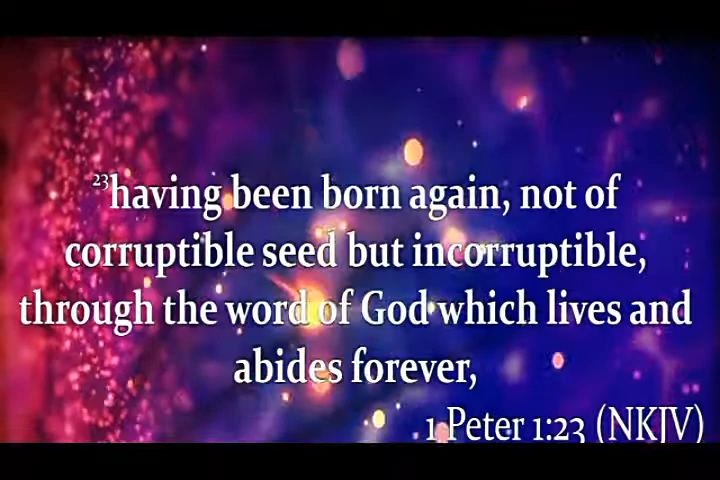 23having been born again, not of
corruptible seed but incorruptible,
through the word of God which lives and
abides forever,
1 Peter 1:23 (NKJV)